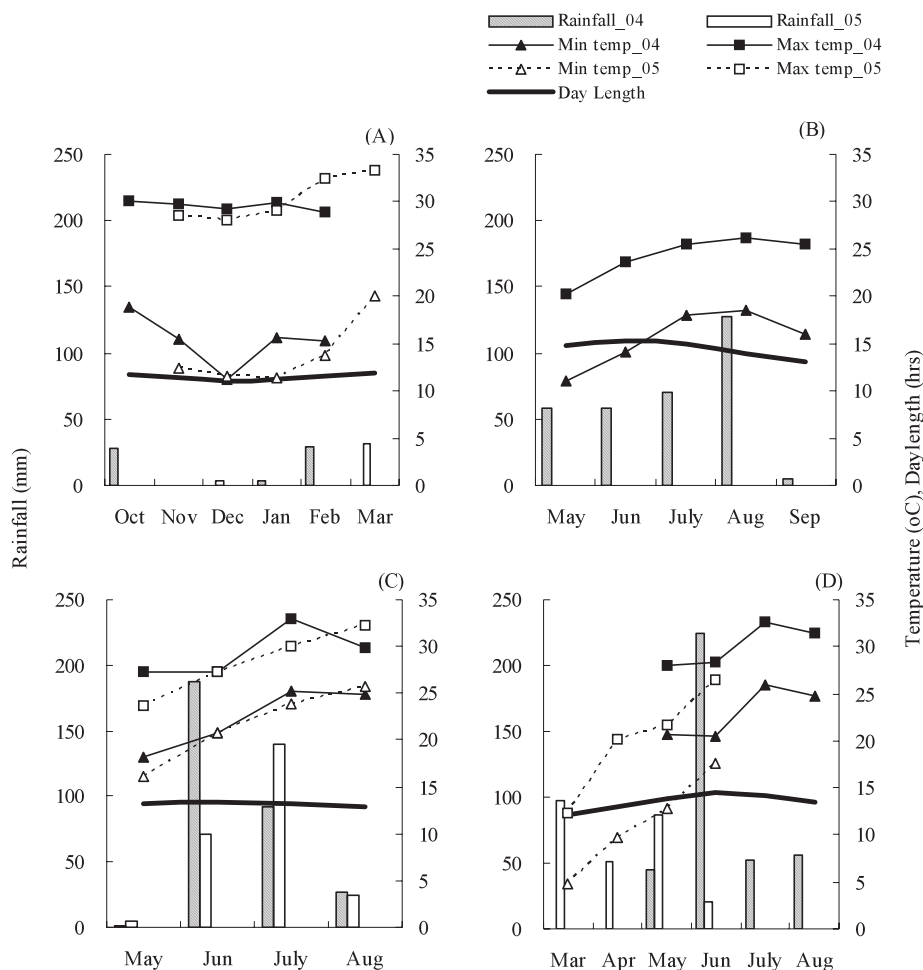 Rainfall_04 Rainfall_05
Min temp_04 Max temp_04
Min temp_05 Max temp_05
Day Length
(A)
250 35
200 30
150 25
100 20
50 15
0 10
5
0
Oct Nov Dec Jan Feb Mar
(B)
250 35
200 30
150 25
100 20
50 15
0 10
5
0
May Jun July Aug Sep
Rainfall (mm)
Temperature (oC), Daylength (hrs)
(C)
250 35
200 30
150 25
100 20
50 15
0 10
5
0
May Jun July Aug
(D)
250 35
200 30
150 25
100 20
50 15
0 10
5
0
Mar Apr May Jun July Aug